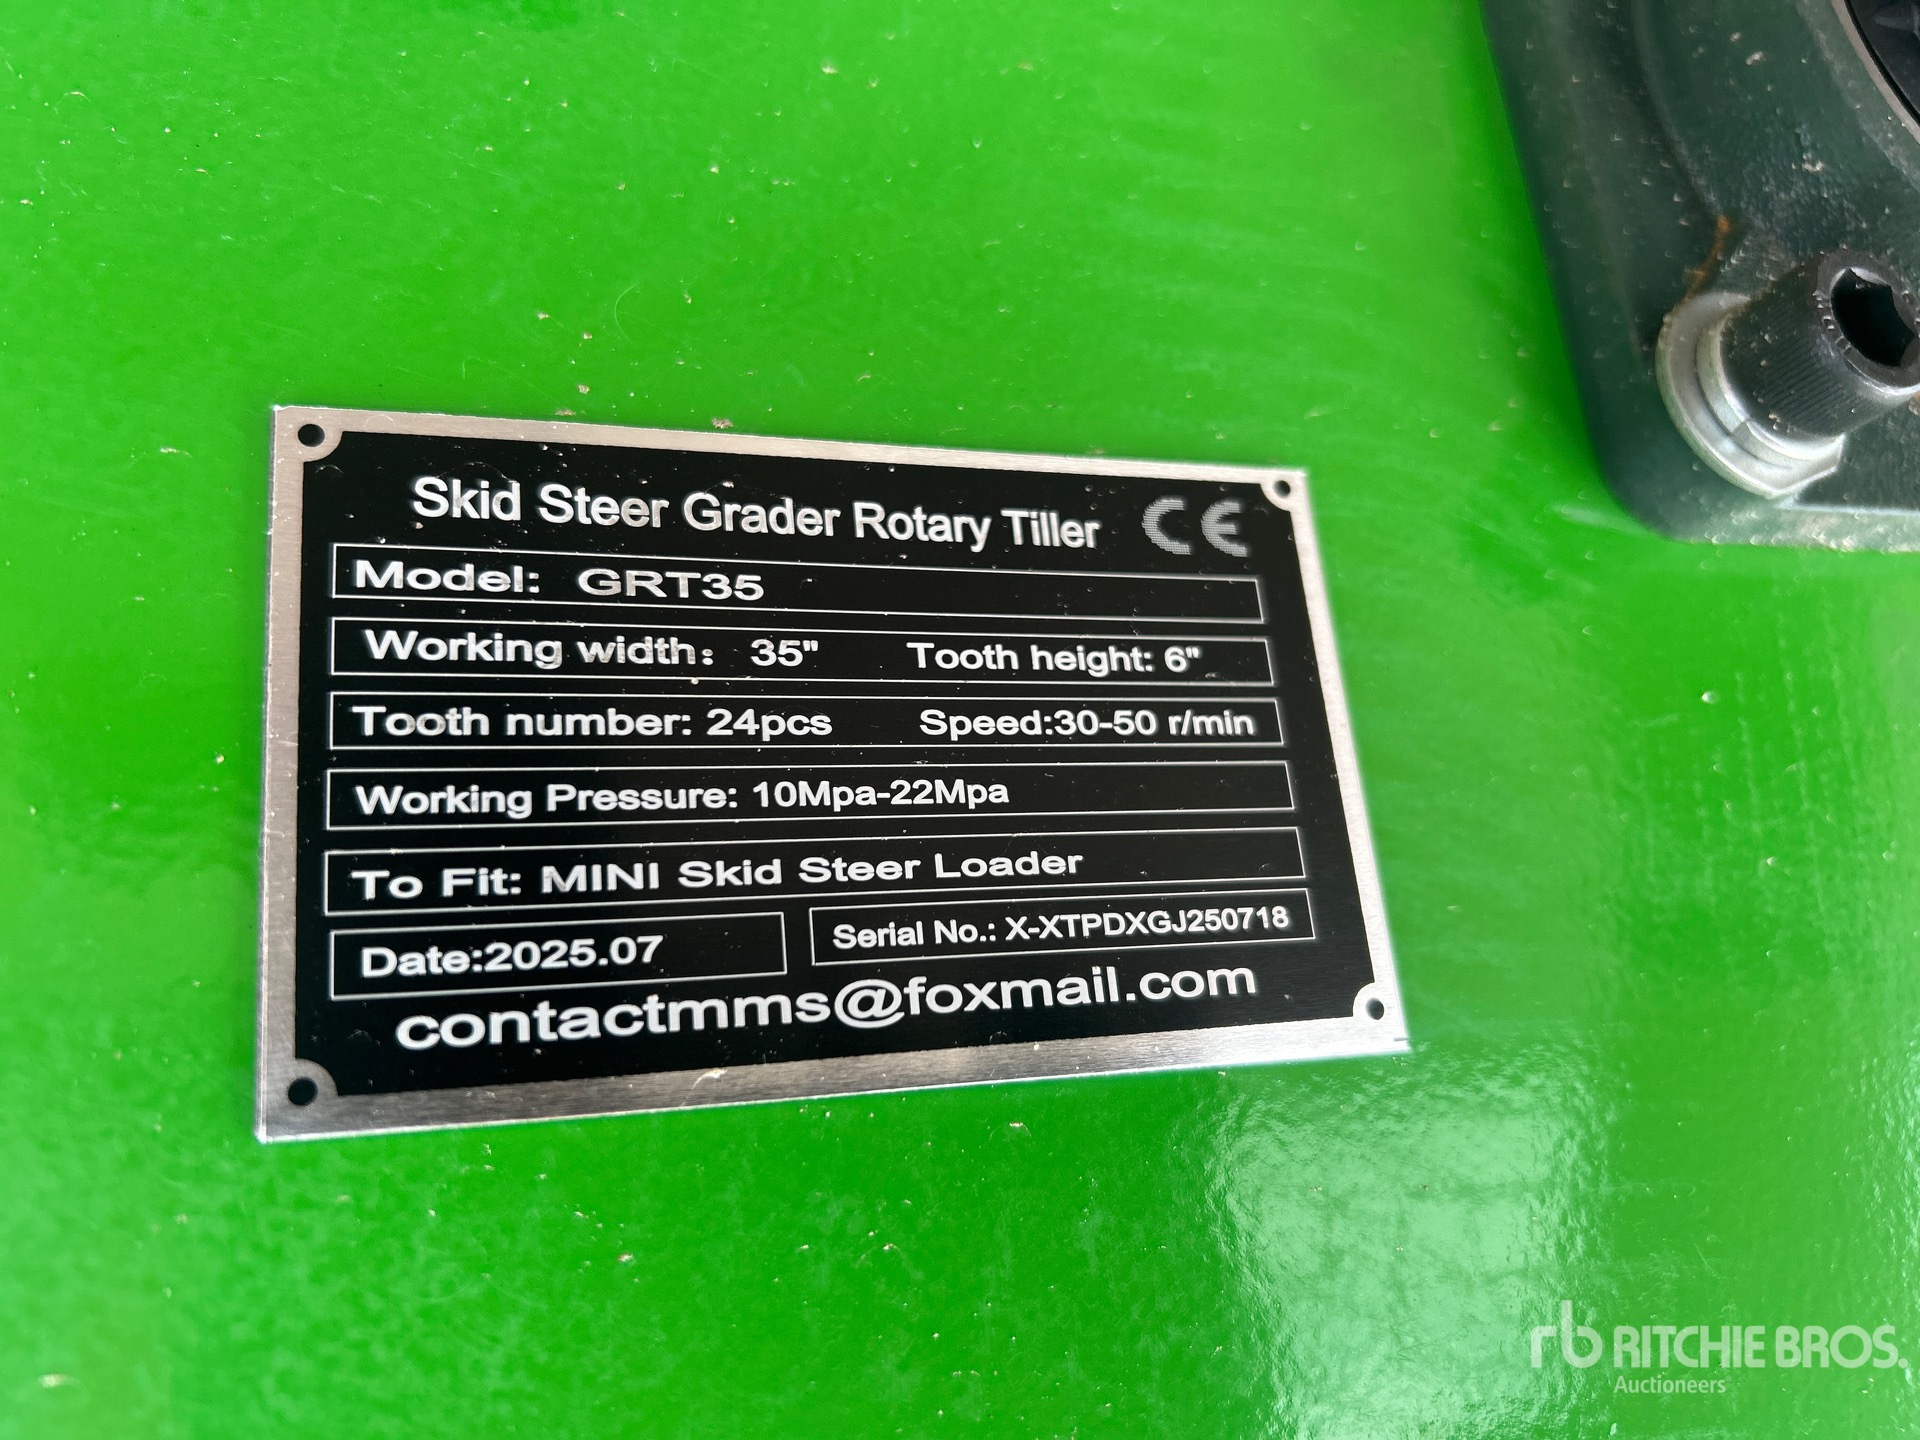 Skid Steer Grader Rotary Tiller CE
Model: GRT35
Working width: 35" Tooth height: 6"
Tooth number: 24pcs Speed:30-50 r/min
Working Pressure: 10Mpa-22Mpa
To Fit: MINI Skid Steer Loader
Date:2025.07 Serial No.: X-XTPDXGJ250718
contactmms@foxmail.com
rb RITCHIE BROS.
Auctioneers